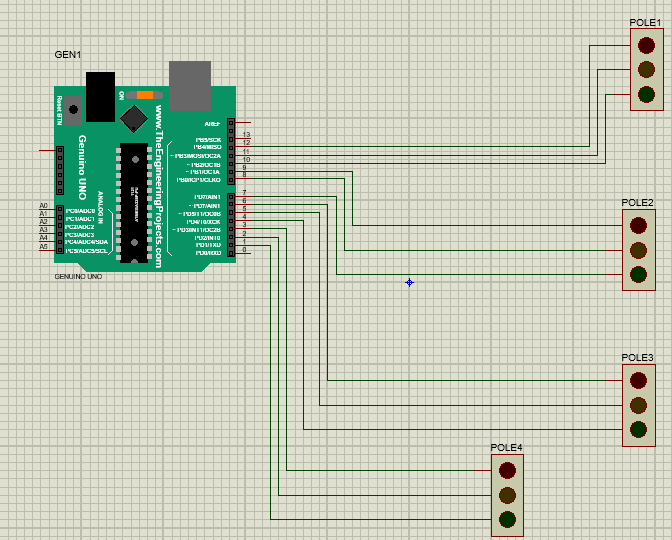 POLE1
GEN1
ON
Reset BTN
www.TheEngineeringProjects.com
Genuino UNO
AREF
13
PB5/SCK
12
PB4/MISO
11
~ PB3/MOSI/OC2A
10
~ PB2/OC1B
9
~ PB1/OC1A
8
PB0/ICP1/CLKO
7
PD7/AIN1
6
~ PD7/AIN1
5
~ PD5/T1/OC0B
4
PD4/T0/XCK
3
~ PD3/INT1/OC2B
2
PD2/INT0
1
PD1/TXD
0
PD0/RXD
ANALOG IN
A0
PC0/ADC0
A1
PC1/ADC1
A2
PC2/ADC2
A3
PC3/ADC3
A4
PC4/ADC4/SDA
A5
PC5/ADC5/SCL
GENUINO UNO
POLE2
POLE3
POLE4